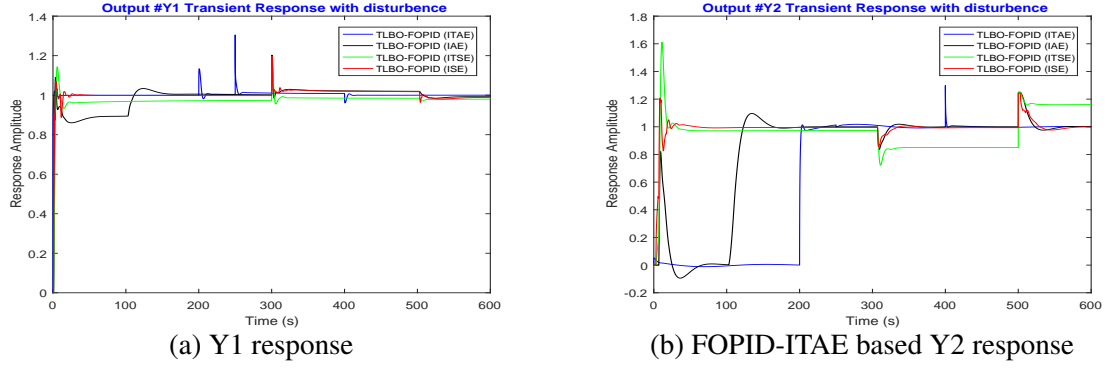 Output #Y1 Transient Response with disturbence
TLBO-FOPID (ITAE)
TLBO-FOPID (IAE)
TLBO-FOPID (ITSE)
TLBO-FOPID (ISE)
Response Amplitude
1.4
1.2
1
0.8
0.6
0.4
0.2
0
0
100
200
300
400
500
600
Time (s)
(a) Y1 response
Output #Y2 Transient Response with disturbence
TLBO-FOPID (ITAE)
TLBO-FOPID (IAE)
TLBO-FOPID (ITSE)
TLBO-FOPID (ISE)
Response Amplitude
1.8
1.6
1.4
1.2
1
0.8
0.6
0.4
0.2
0
-0.2
0
100
200
300
400
500
600
Time (s)
(b) FOPID-ITAE based Y2 response